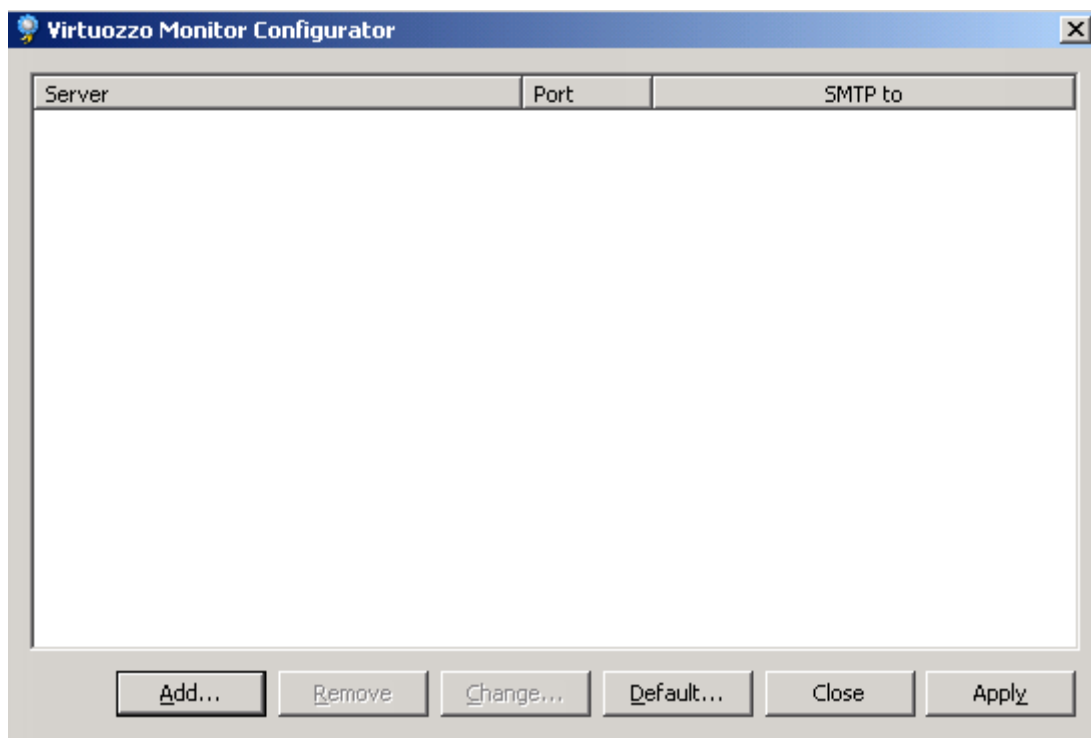 Virtuozzo Monitor Configurator
Server Port SMTP to
Add... Remove Change... Default... Close Apply